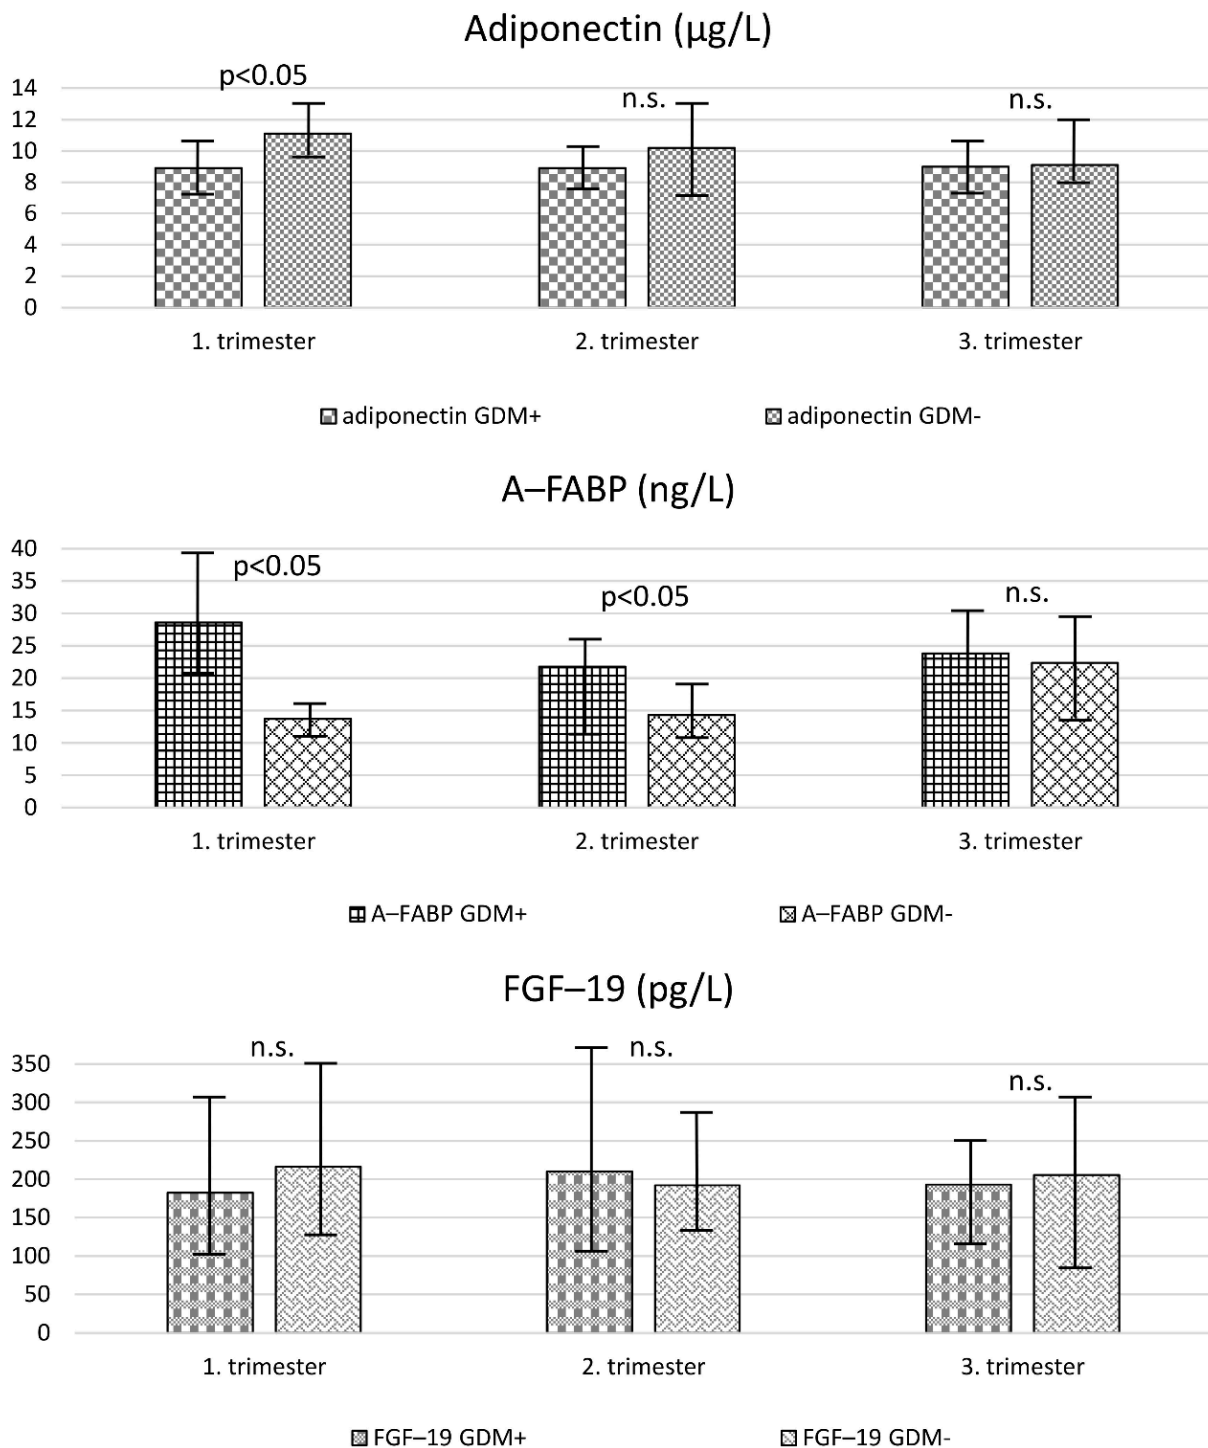 Adiponectin (µg/L)
p<0.05
n.s.
n.s.
14
12
10
8
6
4
2
0
1. trimester
2. trimester
3. trimester
adiponectin GDM+
adiponectin GDM-
A–FABP (ng/L)
p<0.05
p<0.05
n.s.
40
35
30
25
20
15
10
5
0
1. trimester
2. trimester
3. trimester
A–FABP GDM+
A–FABP GDM-
FGF–19 (pg/L)
n.s.
n.s.
n.s.
350
300
250
200
150
100
50
0
1. trimester
2. trimester
3. trimester
FGF–19 GDM+
FGF–19 GDM-